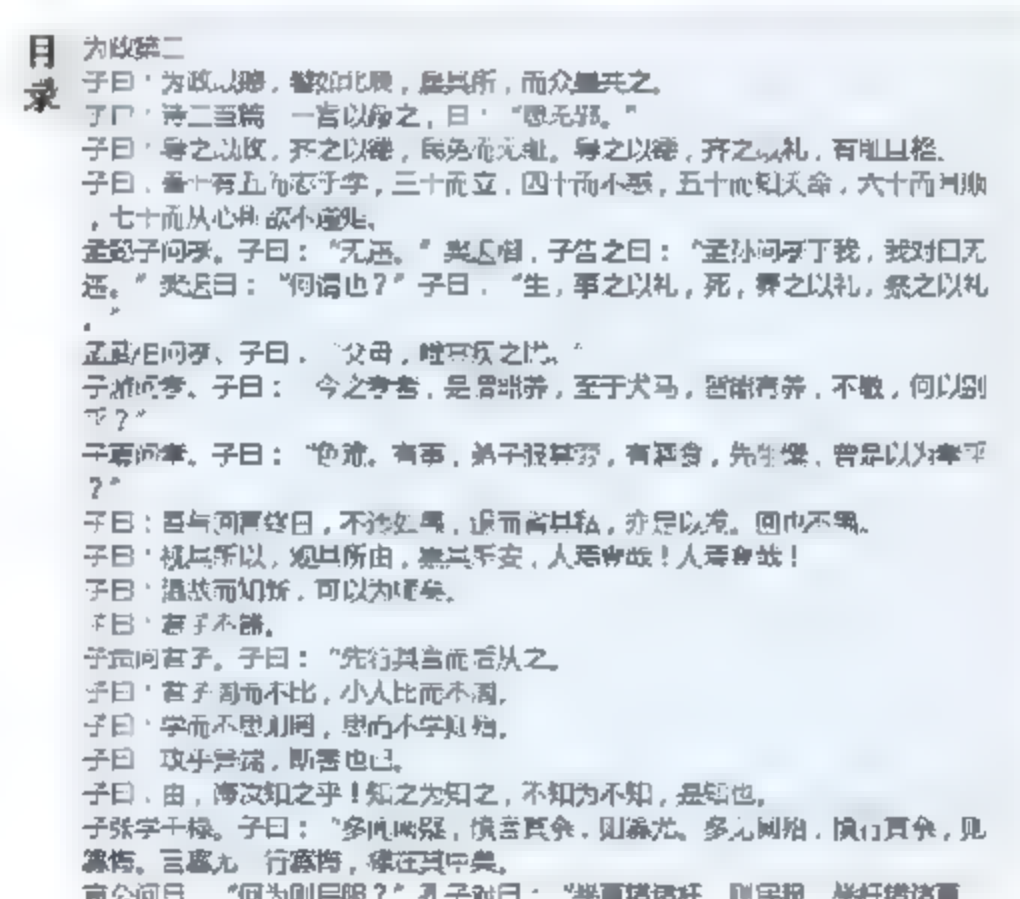 目录
为政第二
子曰：为政以德，譬如北辰，居其所，而众星共之。
子曰：诗三百篇，一言以蔽之，曰：“思无邪。”
子曰：导之以政，齐之以，民免而无耻。导之以德，齐之以礼，有且格。
子曰：吾十有五而志于学，三十而立，四十而不惑，五十而知天命，六十而耳顺
，七十而从心所欲不逾矩。
孟懿子问孝。子曰：“无违。”樊迟，子告之曰：“孟孙问孝于我，我对曰无
违。”樊迟曰：“何谓也？”子曰：“生，事之以礼，死，葬之以礼，祭之以礼
。”
孟武伯问孝。子曰：“父母，唯其疾之忧。”
子游问孝。子曰：“今之孝者，是能养，至于犬马，皆能有养，不敬，何以别
乎？”
子夏问孝。子曰：“色难。有事，弟子服其劳，有酒食，先生馔，曾是以为孝乎
？”
子曰：吾与回言终日，不违如愚，退而省其私，亦足以发。回也不愚。
子曰：视其所以，观其所由，察其所安，人焉廋哉！人焉廋哉！
子曰：温故而知新，可以为师矣。
子曰：君子不器。
子贡问君子。子曰：“先行其言而后从之。
子曰：君子周而不比，小人比而不周。
子曰：学而不思则罔，思而不学则殆。
子曰：攻乎异端，斯害也已。
子曰：由，诲汝知之乎！知之为知之，不知为不知，是知也。
子张学干禄。子曰：“多闻阙疑，慎言其余，则寡尤。多见阙殆，慎行其余，则
寡悔。言寡尤，行寡悔，禄在其中矣。
哀公问曰：“何为则民服？”孔子对曰：“举直错诸枉，则民服，举枉错诸直